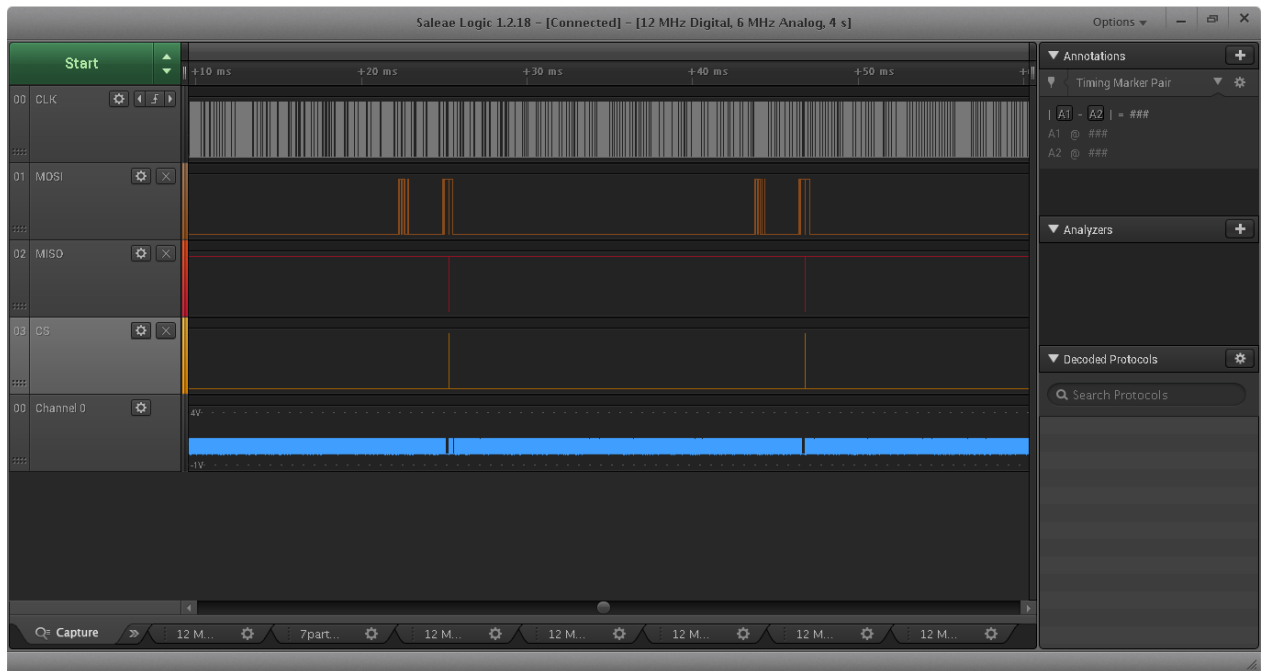 Saleae Logic 1.2.18 – [Connected] – [12 MHz Digital, 6 MHz Analog, 4 s]
Options
Start
+10 ms +20 ms +30 ms +40 ms +50 ms
00 CLK
01 MOSI
02 MISO
03 CS
00 Channel 0
4V
-1V
Annotations
Timing Marker Pair
| A1 - A2 | = ###
A1 @ ###
A2 @ ###
Analyzers
Decoded Protocols
Search Protocols
Capture
12 M...
7part...
12 M...
12 M...
12 M...
12 M...
12 M...